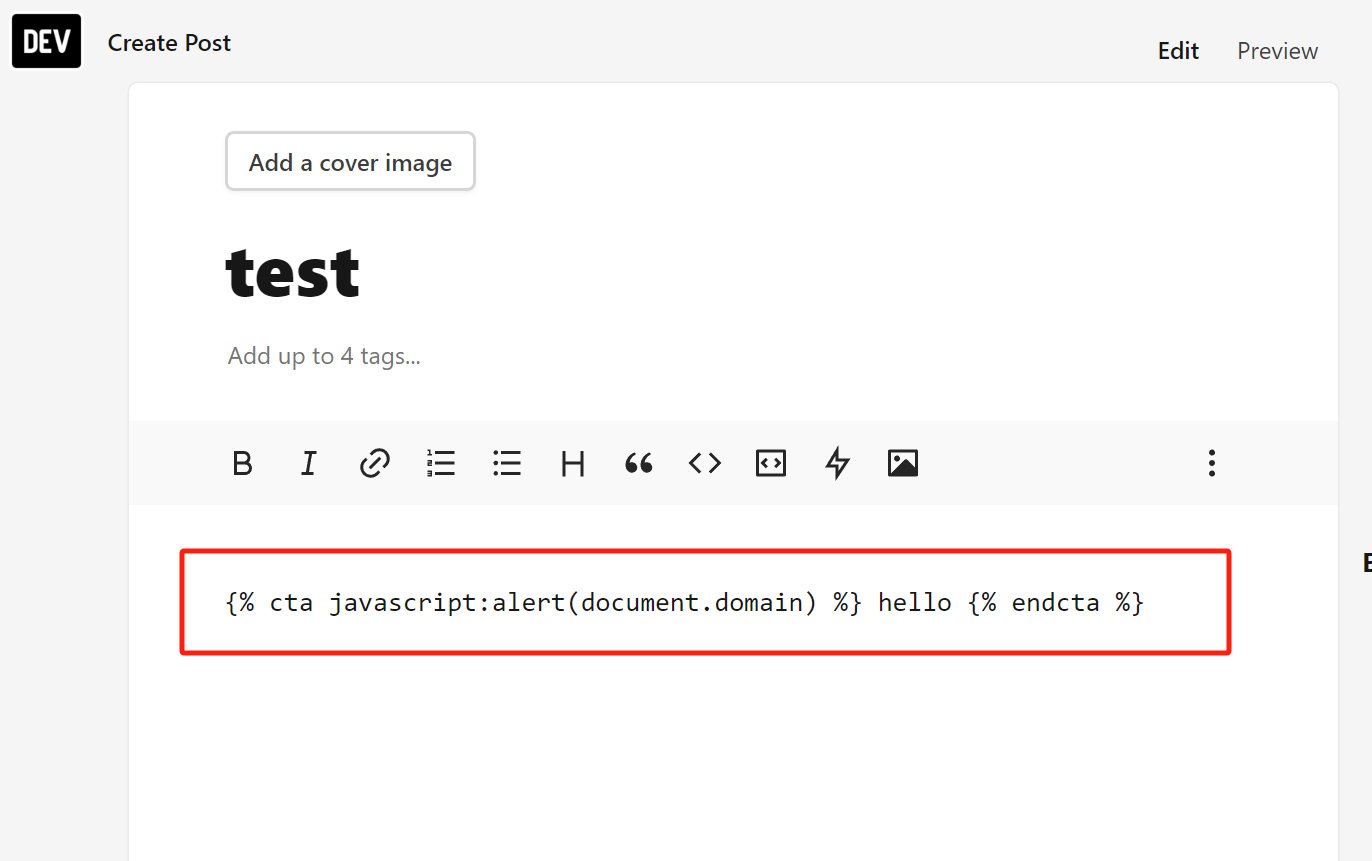 DEV
Create Post
Edit
Preview
Add a cover image
test
Add up to 4 tags...
{% cta javascript:alert(document.domain) %} hello {% endcta %}